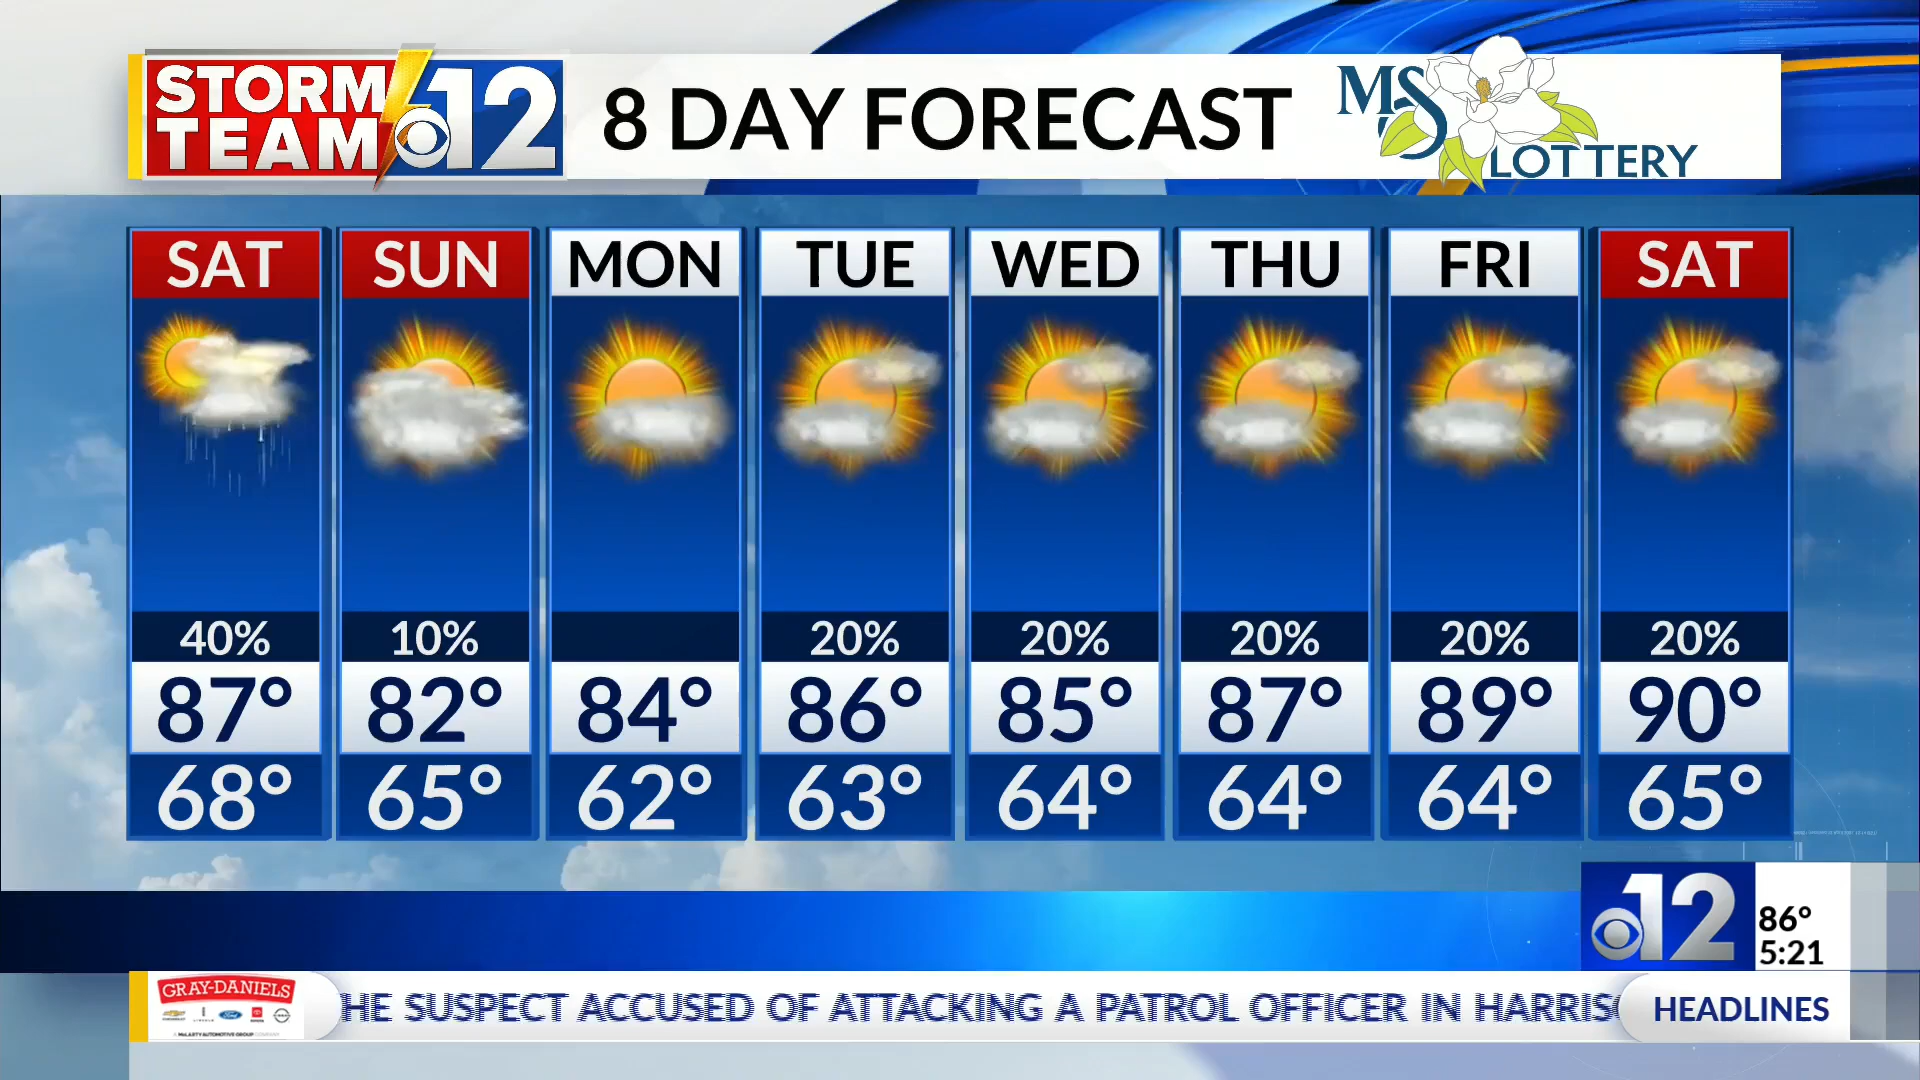 STORM
TEAM
12
8 DAY FORECAST
MS
LOTTERY
SAT SUN MON TUE WED THU FRI SAT
40% 10% 20% 20% 20% 20% 20%
87° 82° 84° 86° 85° 87° 89° 90°
68° 65° 62° 63° 64° 64° 64° 65°
12
86°
5:21
GRAY-DANIELS
HE SUSPECT ACCUSED OF ATTACKING A PATROL OFFICER IN HARRIS
HEADLINES